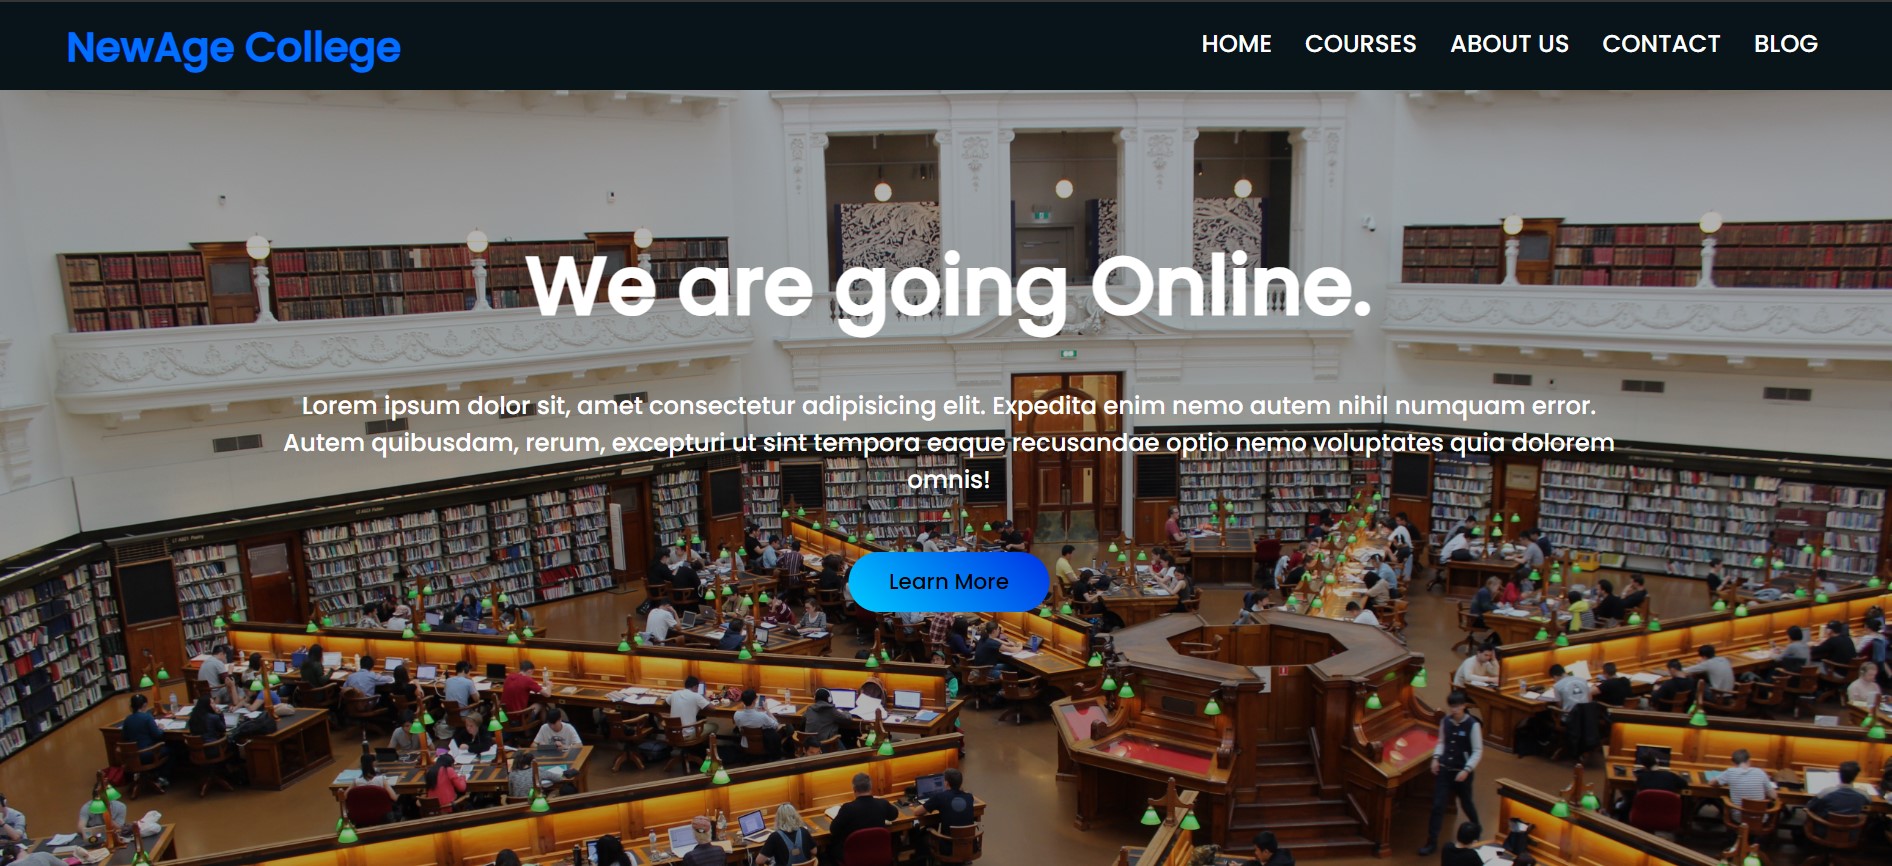 NewAge College
HOME COURSES ABOUT US CONTACT BLOG
We are going Online.
Lorem ipsum dolor sit, amet consectetur adipisicing elit. Expedita enim nemo autem nihil numquam error.
Autem quibusdam, rerum, excepturi ut sint tempora eaque recusandae optio nemo voluptates quia dolorem
omnis!
Learn More